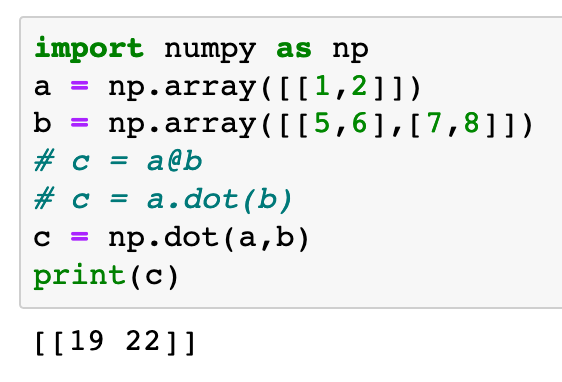 import numpy as np
a = np.array([[1,2]])
b = np.array([[5,6],[7,8]])
# c = a@b
# c = a.dot(b)
c = np.dot(a,b)
print(c)
[[19 22]]